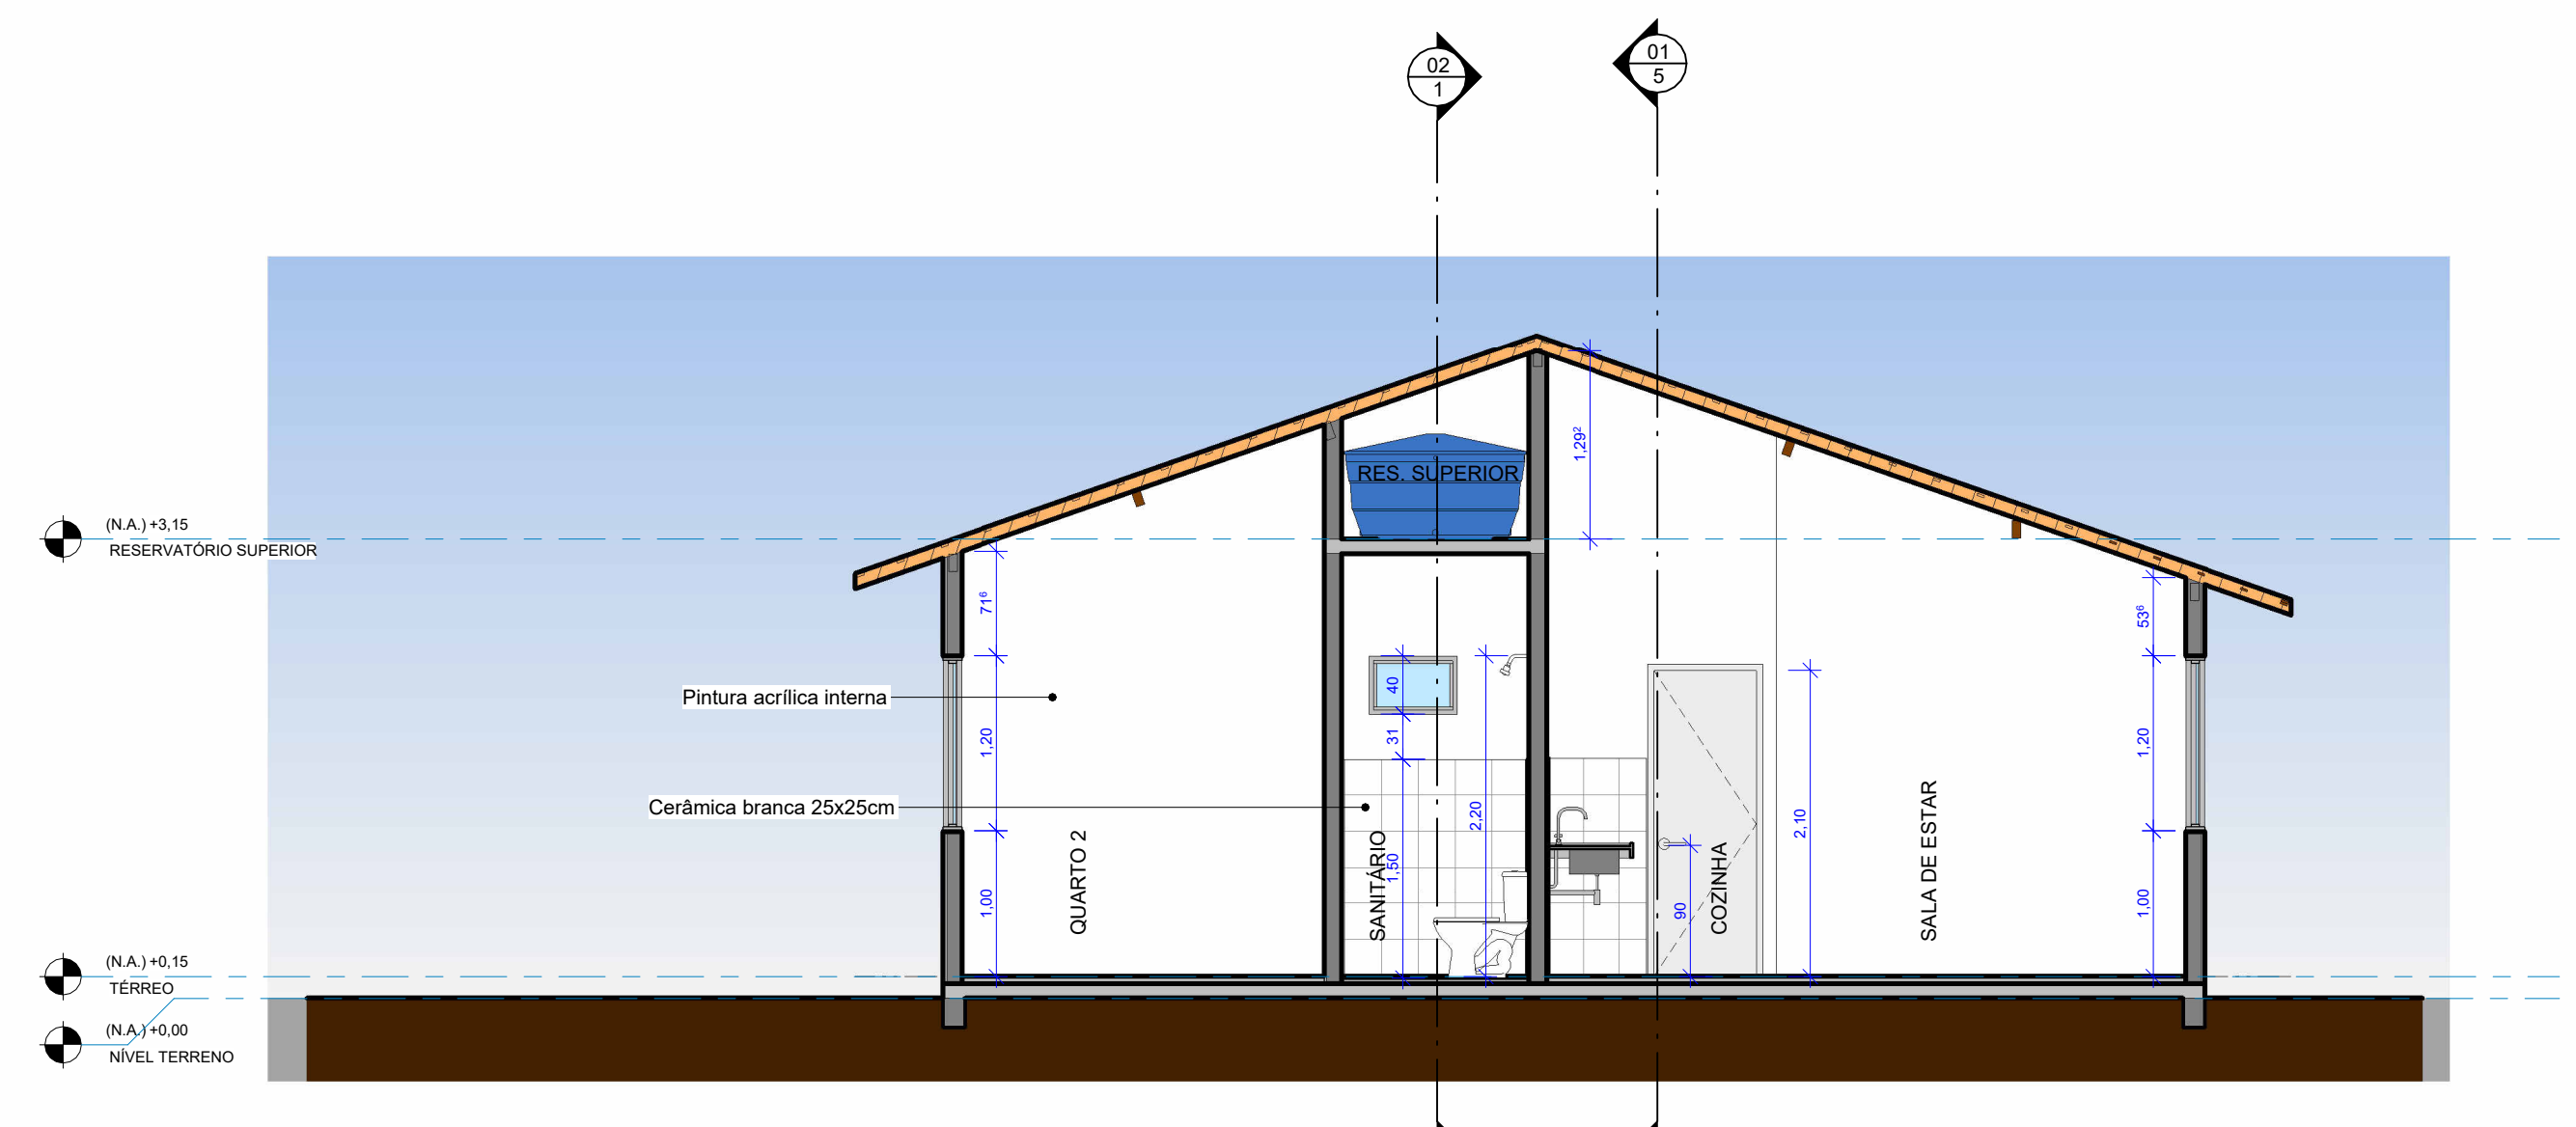 02
1
01
5
1,29²
RES. SUPERIOR
(N.A.) +3,15
RESERVATÓRIO SUPERIOR
71⁶
53⁶
40
Pintura acrílica interna
31
1,20
1,20
Cerâmica branca 25x25cm
2,20
2,10
1,50
QUARTO 2
SANITÁRIO
COZINHA
SALA DE ESTAR
1,00
90
1,00
(N.A.) +0,15
TÉRREO
(N.A.) +0,00
NÍVEL TERRENO